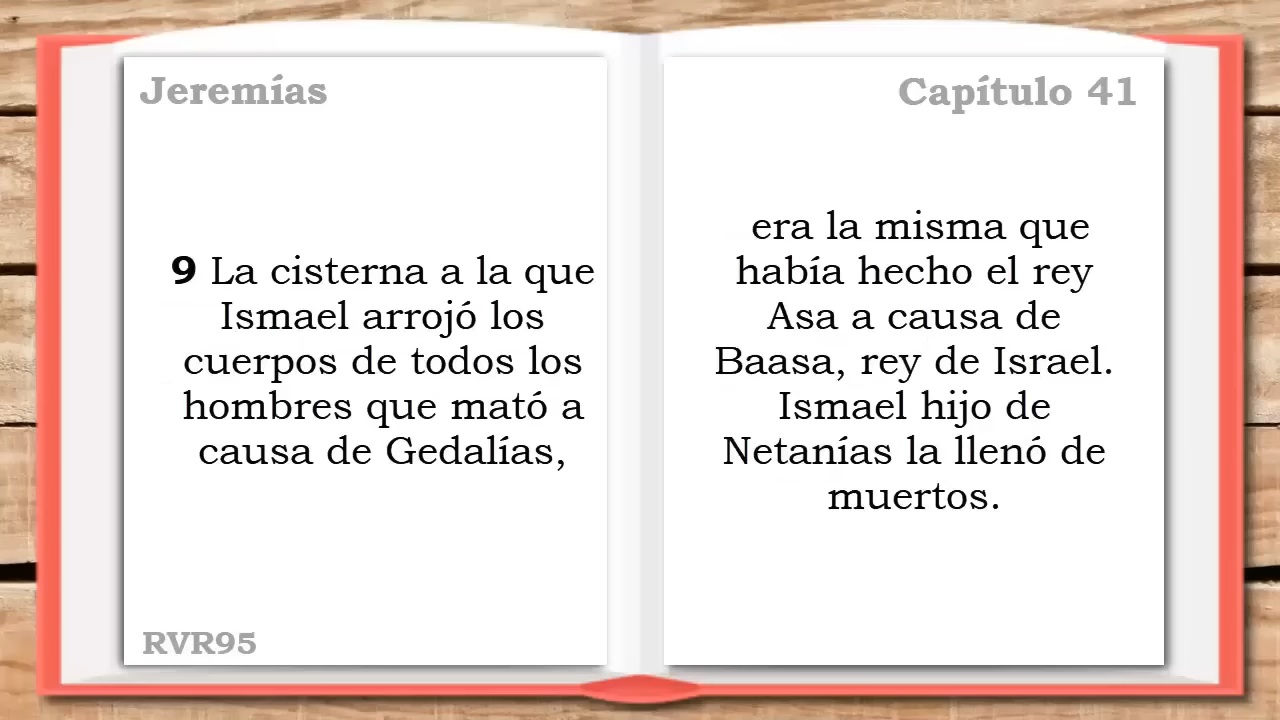 Jeremías
9 La cisterna a la que
Ismael arrojó los
cuerpos de todos los
hombres que mató a
causa de Gedalías,
RVR95
Capítulo 41
era la misma que
había hecho el rey
Asa a causa de
Baasa, rey de Israel.
Ismael hijo de
Netanías la llenó de
muertos.